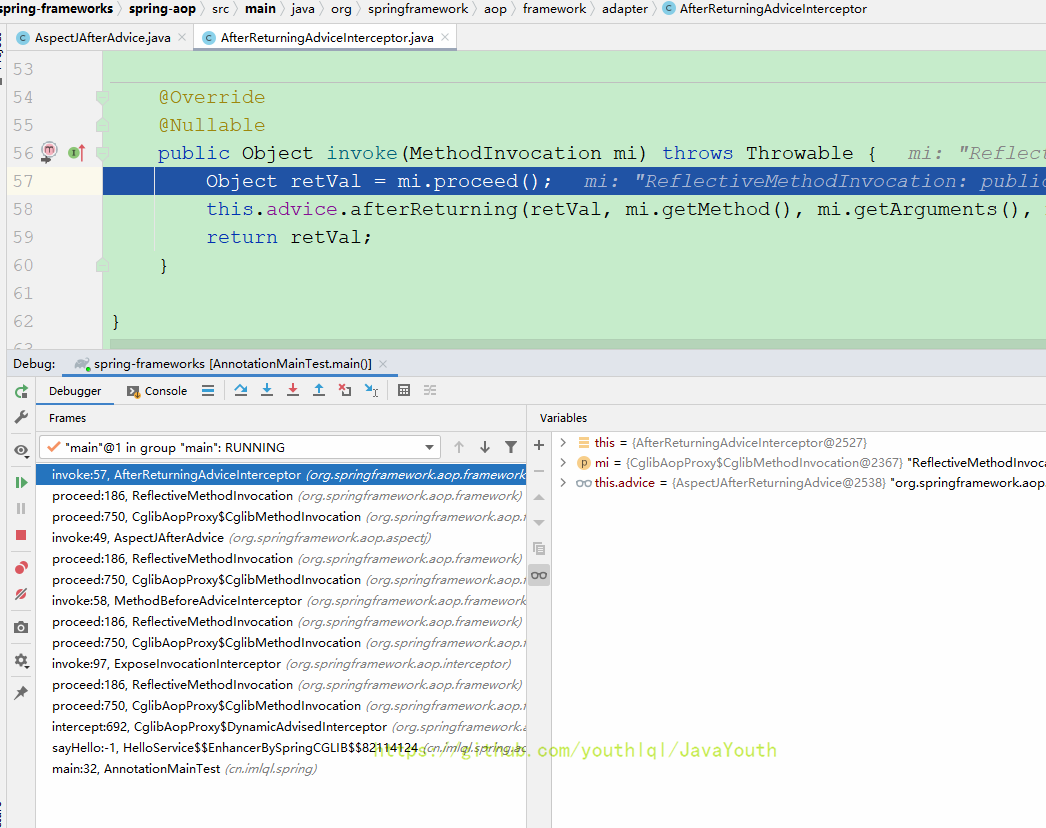 spring-frameworks › spring-aop › src › main › java › org › springframework › aop › framework › adapter › AfterReturningAdviceInterceptor
AspectJAfterAdvice.java × AfterReturningAdviceInterceptor.java ×
53
54 @Override
55 @Nullable
56 public Object invoke(MethodInvocation mi) throws Throwable { mi: "Reflect
57 Object retVal = mi.proceed(); mi: "ReflectiveMethodInvocation: public
58 this.advice.afterReturning(retVal, mi.getMethod(), mi.getArguments(),
59 return retVal;
60 }
61
62 }
63
Debug: spring-frameworks [AnnotationMainTest.main()] ×
Debugger Console
Frames Variables
"main"@1 in group "main": RUNNING
invoke:57, AfterReturningAdviceInterceptor (org.springframework
proceed:186, ReflectiveMethodInvocation (org.springframework.aop.framework)
proceed:750, CglibAopProxy$CglibMethodInvocation (org.springframework.aop.f
invoke:49, AspectJAfterAdvice (org.springframework.aop.aspectj)
proceed:186, ReflectiveMethodInvocation (org.springframework.aop.framework)
proceed:750, CglibAopProxy$CglibMethodInvocation (org.springframework.aop.f
invoke:58, MethodBeforeAdviceInterceptor (org.springframework.aop.framework
proceed:186, ReflectiveMethodInvocation (org.springframework.aop.framework)
proceed:750, CglibAopProxy$CglibMethodInvocation (org.springframework.aop.f
invoke:97, ExposeInvocationInterceptor (org.springframework.aop.interceptor)
proceed:186, ReflectiveMethodInvocation (org.springframework.aop.framework)
proceed:750, CglibAopProxy$CglibMethodInvocation (org.springframework.aop.f
intercept:692, CglibAopProxy$DynamicAdvisedInterceptor (org.springframework.a
sayHello:-1, HelloService$$EnhancerBySpringCGLIB$$82114124 (cn.imlql.spring.ao
main:32, AnnotationMainTest (cn.imlql.spring)
this = {AfterReturningAdviceInterceptor@2527}
mi = {CglibAopProxy$CglibMethodInvocation@2367} "ReflectiveMethodInvoca
this.advice = {AspectJAfterReturningAdvice@2538} "org.springframework.aop.
https://github.com/youthlql/JavaYouth